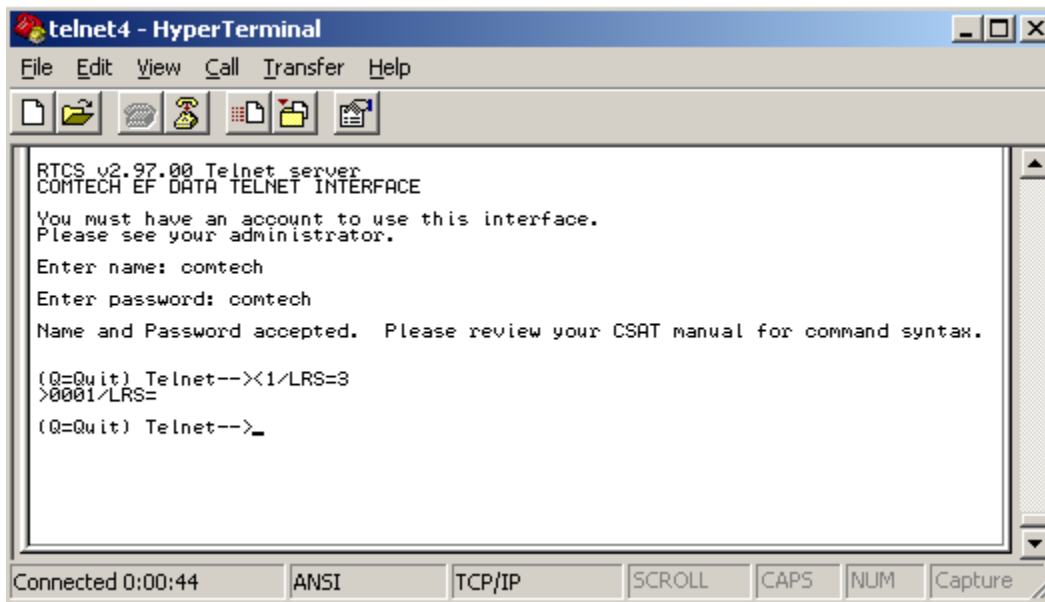 telnet4 - HyperTerminal
File Edit View Call Transfer Help
RTCS v2.97.00 Telnet server
COMTECH EF DATA TELNET INTERFACE
You must have an account to use this interface.
Please see your administrator.
Enter name: comtech
Enter password: comtech
Name and Password accepted.  Please review your CSAT manual for command syntax.
(Q=Quit) Telnet--><1/LRS=3
>0001/LRS=
(Q=Quit) Telnet-->_
Connected 0:00:44 ANSI TCP/IP SCROLL CAPS NUM Capture